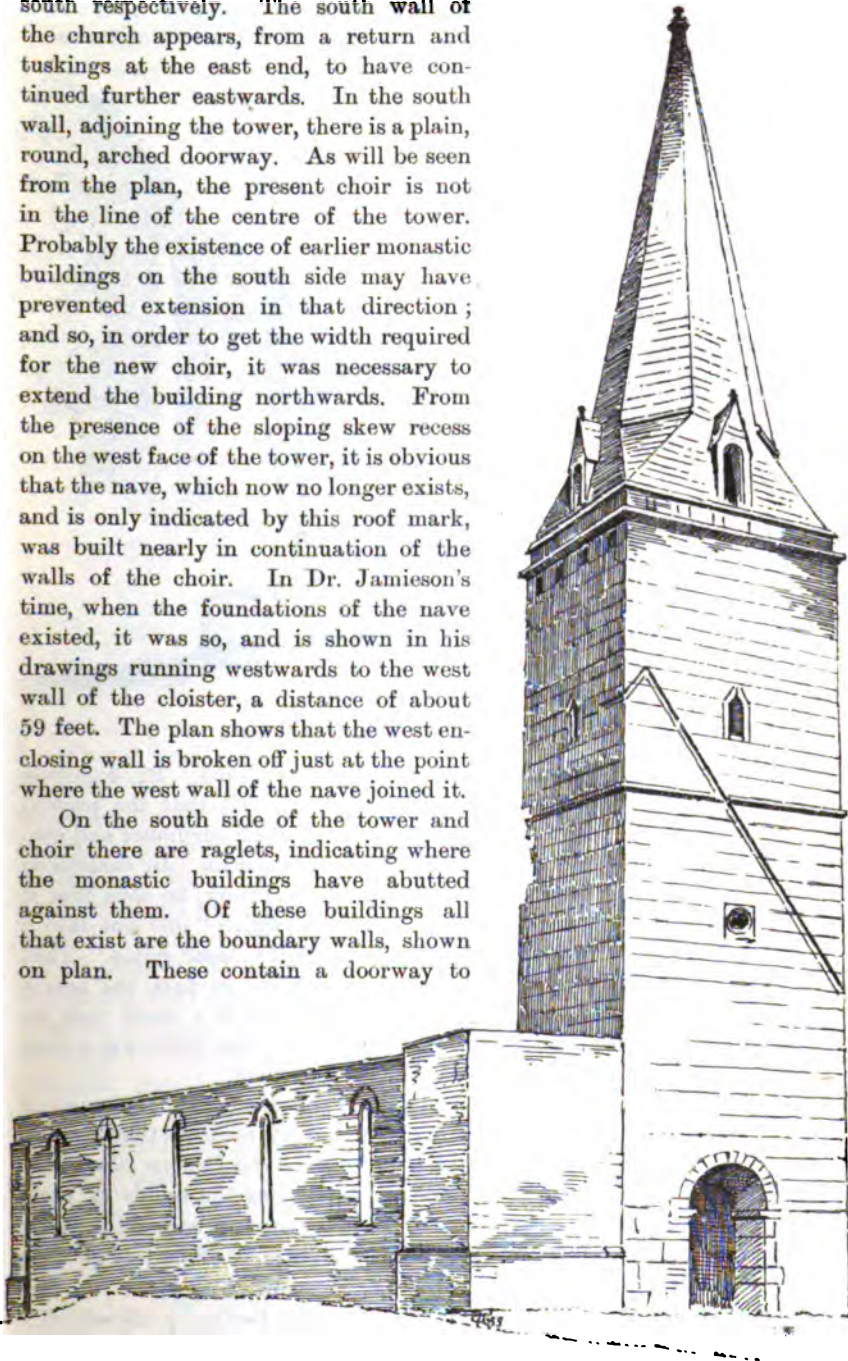 south respectively. The south wall of
the church appears, from a return and
tuskings at the east end, to have con-
tinued further eastwards. In the south
wall, adjoining the tower, there is a plain,
round, arched doorway. As will be seen
from the plan, the present choir is not
in the line of the centre of the tower.
Probably the existence of earlier monastic
buildings on the south side may have
prevented extension in that direction ;
and so, in order to get the width required
for the new choir, it was necessary to
extend the building northwards. From
the presence of the sloping skew recess
on the west face of the tower, it is obvious
that the nave, which now no longer exists,
and is only indicated by this roof mark,
was built nearly in continuation of the
walls of the choir. In Dr. Jamieson's
time, when the foundations of the nave
existed, it was so, and is shown in his
drawings running westwards to the west
wall of the cloister, a distance of about
59 feet. The plan shows that the west en-
closing wall is broken off just at the point
where the west wall of the nave joined it.
On the south side of the tower and
choir there are raglets, indicating where
the monastic buildings have abutted
against them. Of these buildings all
that exist are the boundary walls, shown
on plan. These contain a doorway to